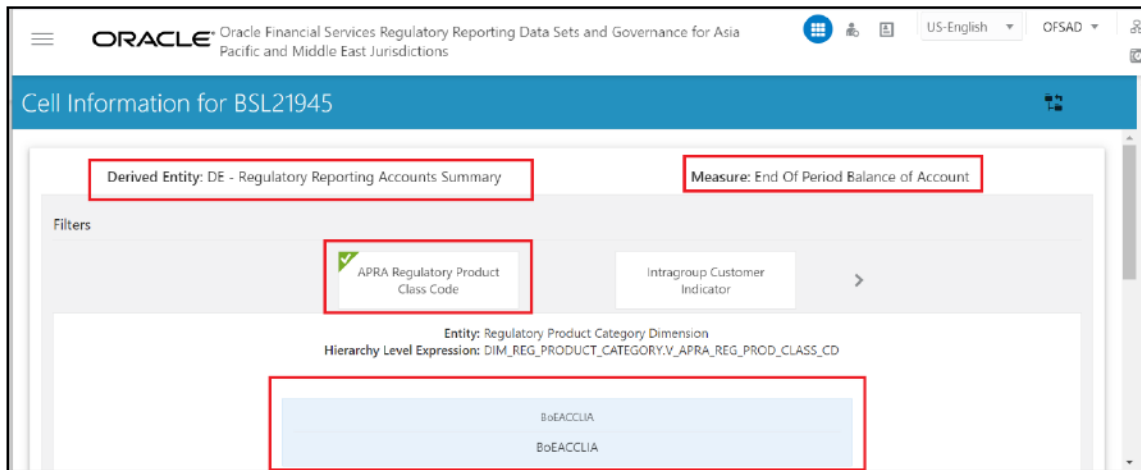 ORACLE® Oracle Financial Services Regulatory Reporting Data Sets and Governance for Asia
Pacific and Middle East Jurisdictions
US-English
OFSAD
Cell Information for BSL21945
Derived Entity: DE - Regulatory Reporting Accounts Summary
Measure: End Of Period Balance of Account
Filters
APRA Regulatory Product
Class Code
Intragroup Customer
Indicator
Entity: Regulatory Product Category Dimension
Hierarchy Level Expression: DIM_REG_PRODUCT_CATEGORY.V_APRA_REG_PROD_CLASS_CD
BoEACCLIA
BoEACCLIA